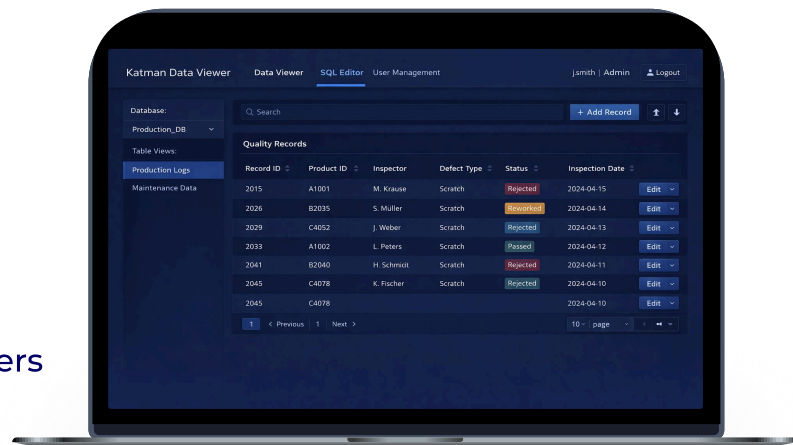 Katman Data Viewer Data Viewer SQL Editor User Management j.smith | Admin Logout
Database:
Production_DB
Table Views:
Production Logs
Maintenance Data
Search + Add Record
Quality Records
Record ID Product ID Inspector Defect Type Status Inspection Date
2015 A1001 M. Krause Scratch Rejected 2024-04-15 Edit
2026 B2035 S. Müller Scratch Reworked 2024-04-14 Edit
2029 C4052 J. Weber Scratch Rejected 2024-04-13 Edit
2033 A1002 L. Peters Scratch Passed 2024-04-12 Edit
2041 B2040 H. Schmicit Scratch Rejected 2024-04-11 Edit
2045 C4078 K. Fischer Scratch Rejected 2024-04-10 Edit
2045 C4078 2024-04-10 Edit
1 < Previous 1 Next > 10 page
ers